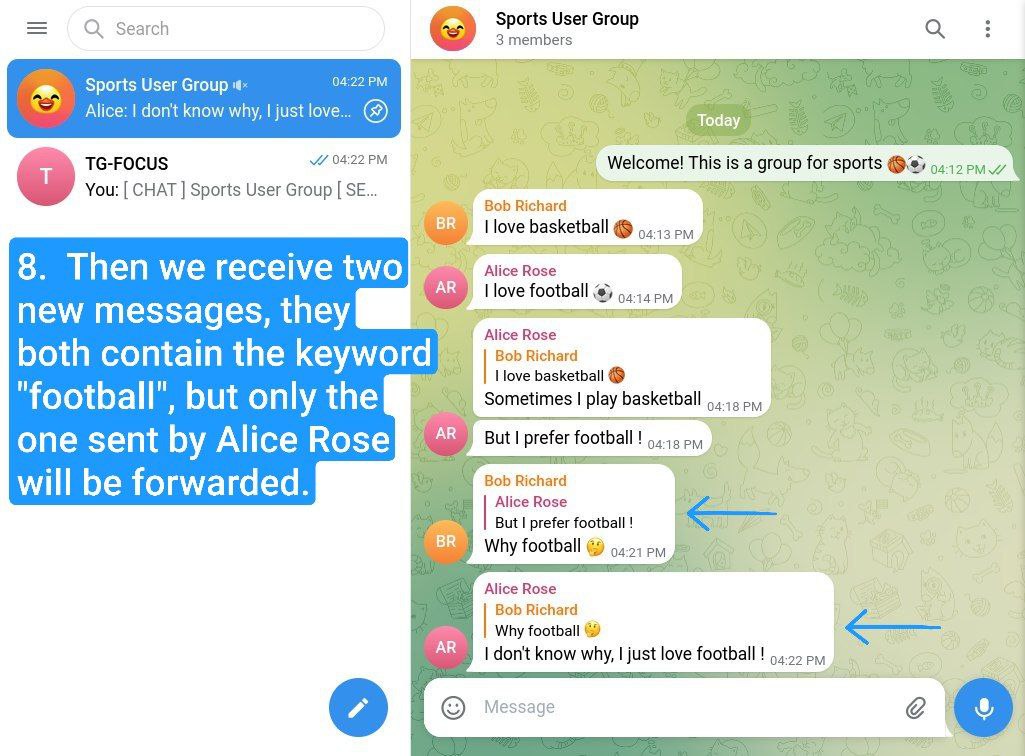 Search
Sports User Group 04:22 PM
Alice: I don't know why, I just love...
T
TG-FOCUS 04:22 PM
You: [ CHAT ] Sports User Group [ SE...
8. Then we receive two
new messages, they
both contain the keyword
"football", but only the
one sent by Alice Rose
will be forwarded.
Sports User Group
3 members
Today
Welcome! This is a group for sports 🏀⚽ 04:12 PM
Bob Richard
BR
I love basketball 🏀 04:13 PM
Alice Rose
AR
I love football ⚽ 04:14 PM
Alice Rose
Bob Richard
I love basketball 🏀
Sometimes I play basketball 04:18 PM
AR
But I prefer football ! 04:18 PM
Bob Richard
Alice Rose
But I prefer football !
BR
Why football 🤔 04:21 PM
Alice Rose
Bob Richard
Why football 🤔
AR
I don't know why, I just love football ! 04:22 PM
Message